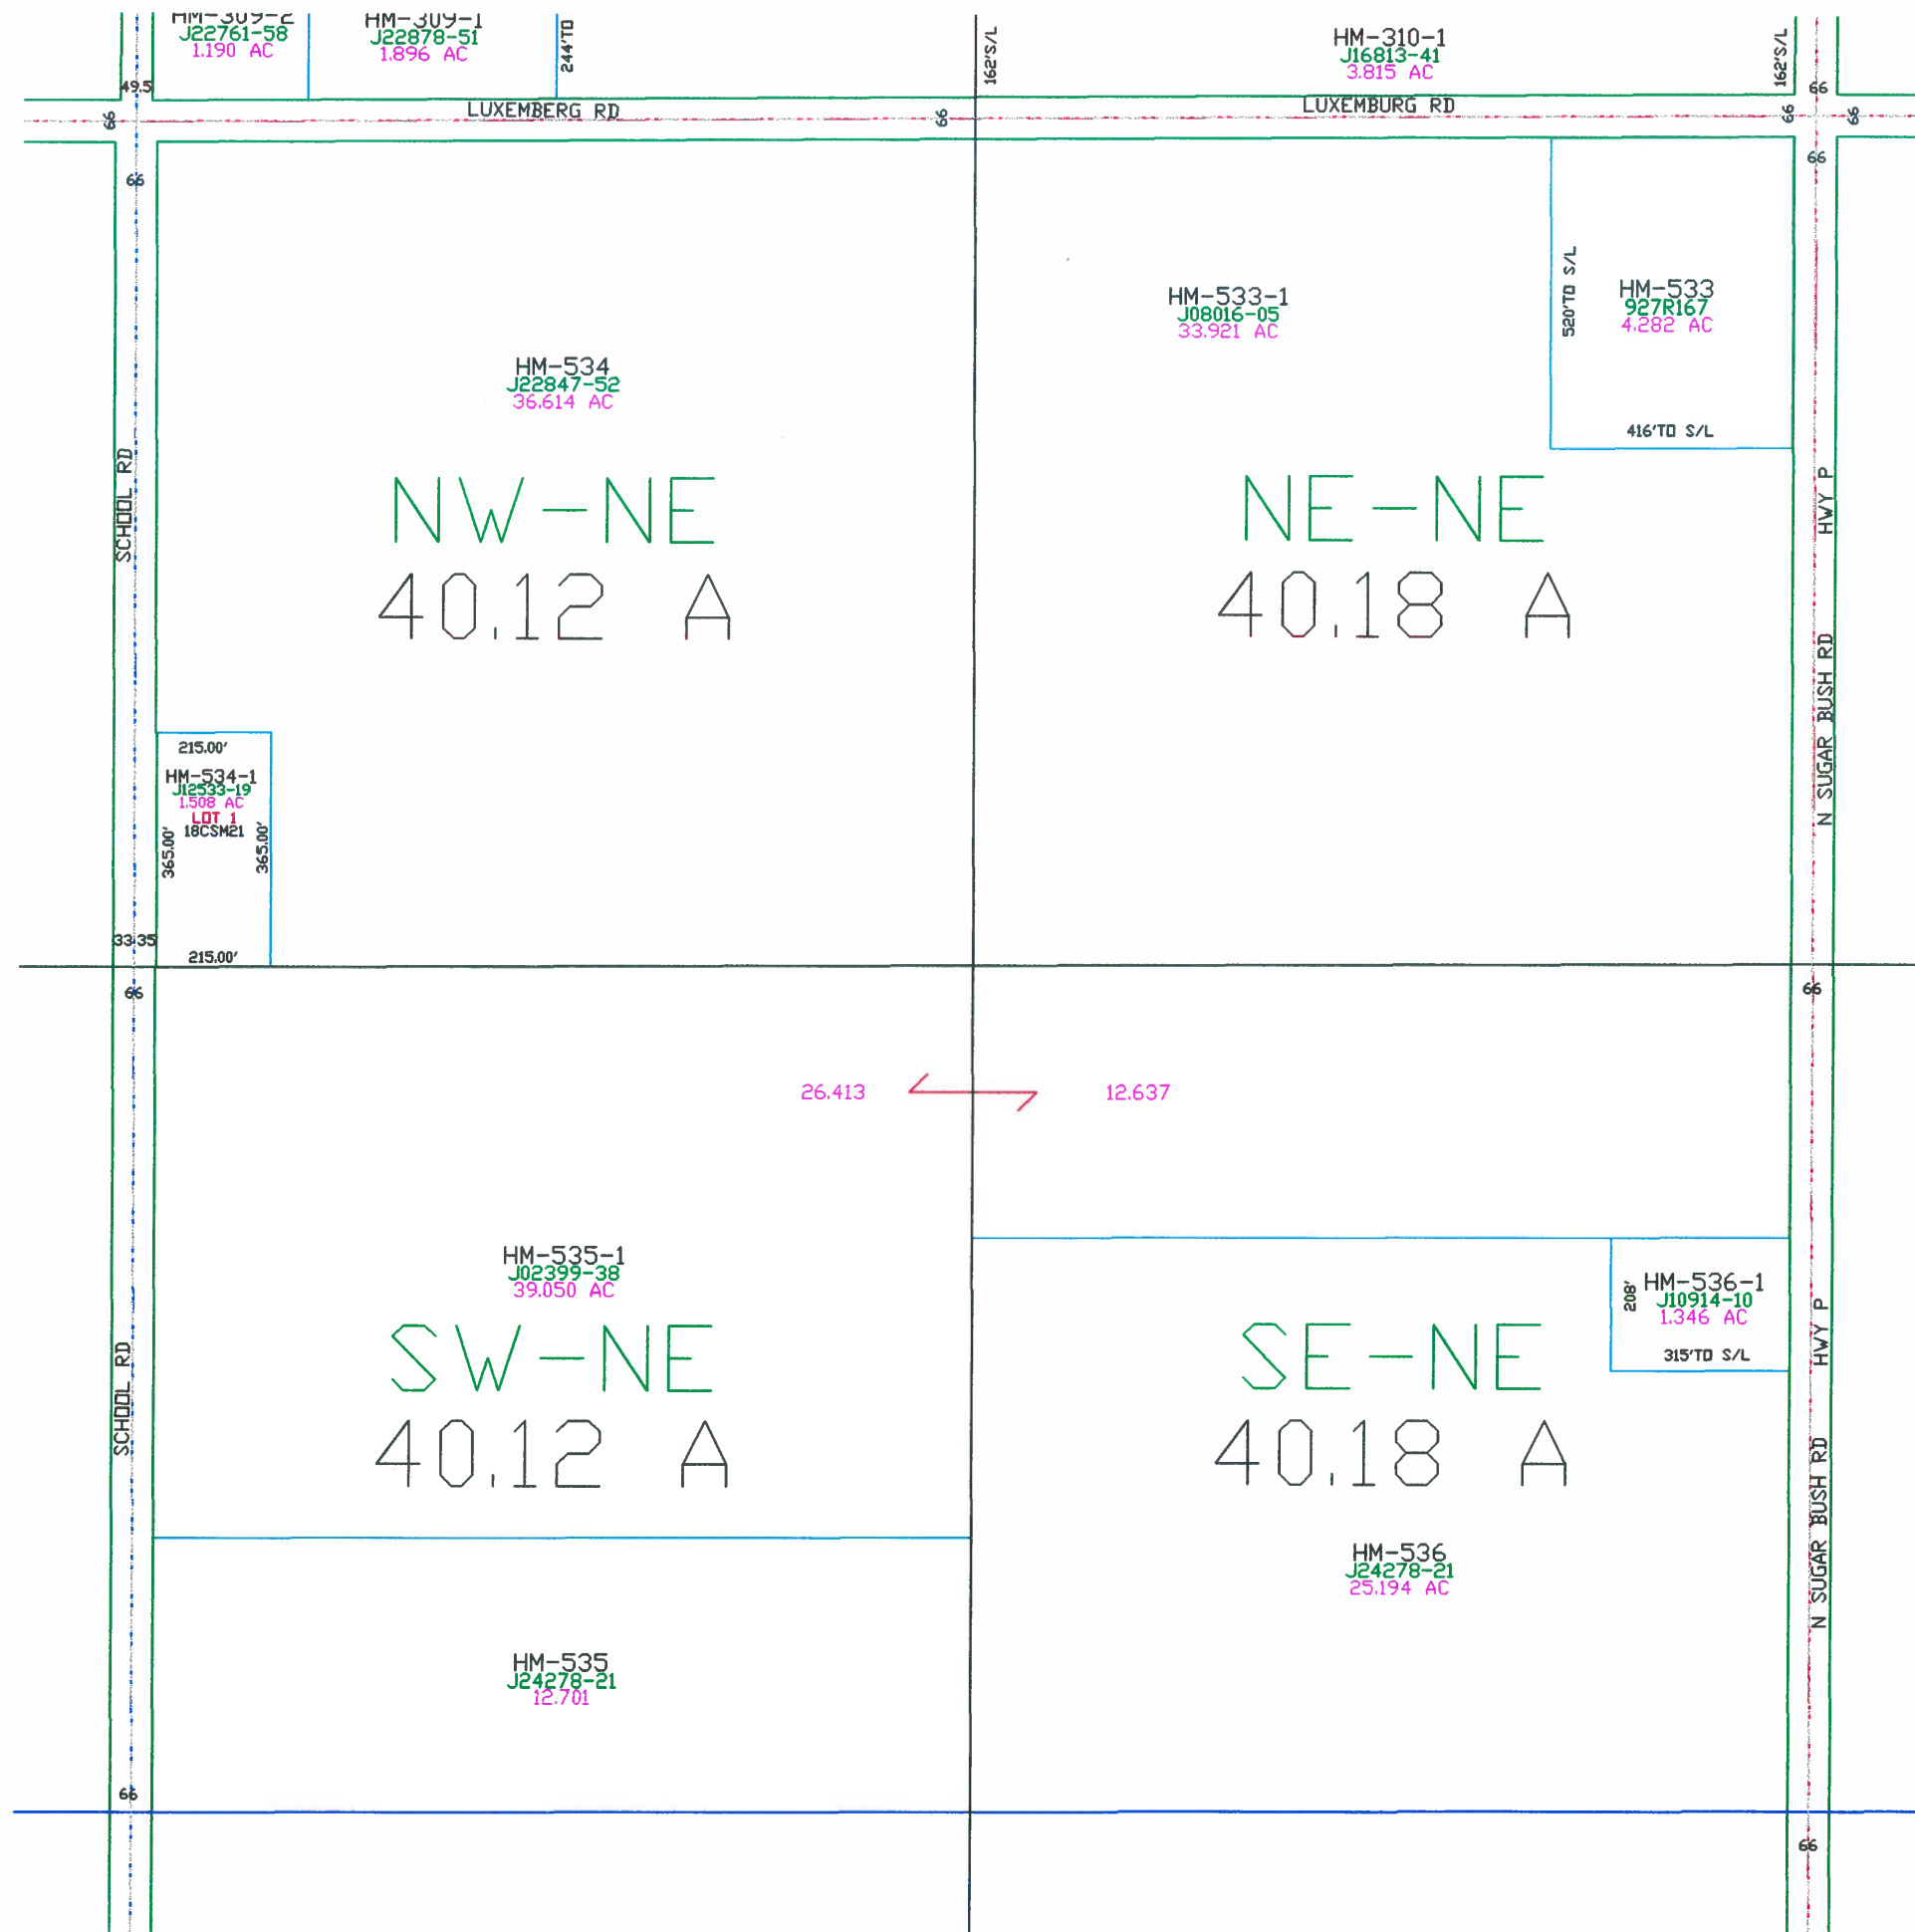 HM-309-2
J22761-58
1.190 AC
HM-309-1
J22878-51
1.896 AC
244'TO
162'S/L
HM-310-1
J16813-41
3.815 AC
162'S/L
49.5
66
66
LUXEMBERG RD
66
LUXEMBURG RD
66
66
66
66
520'TO S/L
HM-533
927R167
4.282 AC
416'TO S/L
HM-533-1
J08016-05
33.921 AC
HM-534
J22847-52
36.614 AC
SCHOOL RD
NW-NE
40.12 A
NE-NE
40.18 A
HWY P
N SUGAR BUSH RD
215.00'
HM-534-1
J12533-19
1.508 AC
LOT 1
18CSM21
365.00'
365.00'
33 35
215.00'
66
66
26.413
12.637
HM-535-1
J02399-38
39.050 AC
208'
HM-536-1
J10914-10
1.346 AC
315'TO S/L
SCHOOL RD
SW-NE
40.12 A
SE-NE
40.18 A
HWY P
N SUGAR BUSH RD
HM-536
J24278-21
25.194 AC
HM-535
J24278-21
12.701
66
66